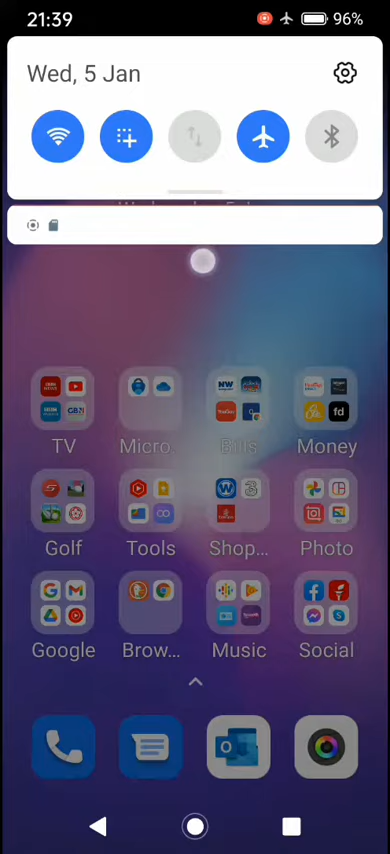 21:39 96%
Wed, 5 Jan
TV Micro... Bills Money
Golf Tools Shop... Photo
Google Brow... Music Social